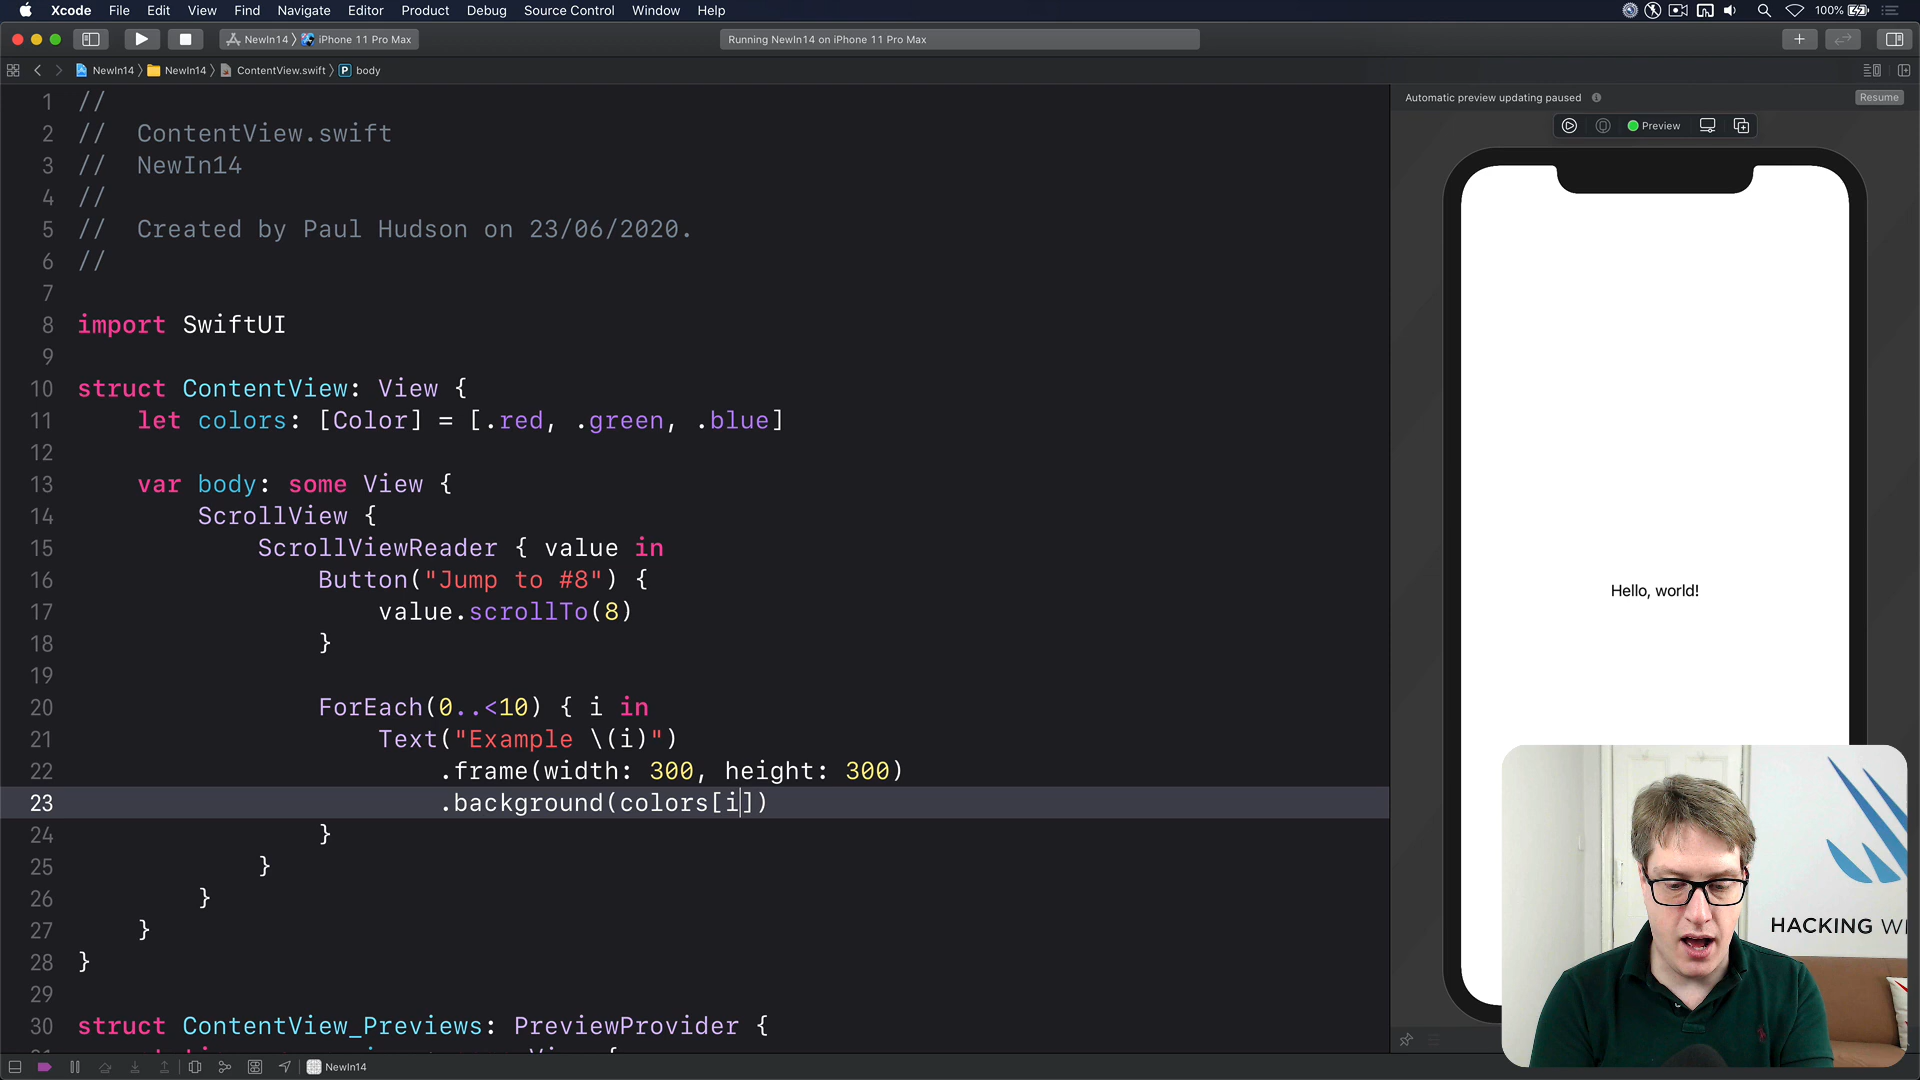 Xcode File Edit View Find Navigate Editor Product Debug Source Control Window Help 100%
NewIn14 iPhone 11 Pro Max Running NewIn14 on iPhone 11 Pro Max
NewIn14 NewIn14 ContentView.swift P body
Automatic preview updating paused Resume
Preview
1 //
2 //  ContentView.swift
3 //  NewIn14
4 //
5 //  Created by Paul Hudson on 23/06/2020.
6 //
7
8 import SwiftUI
9
10 struct ContentView: View {
11     let colors: [Color] = [.red, .green, .blue]
12
13     var body: some View {
14         ScrollView {
15             ScrollViewReader { value in
16                 Button("Jump to #8") {
17                     value.scrollTo(8)
18                 }
19
20                 ForEach(0..<10) { i in
21                     Text("Example \(i)")
22                         .frame(width: 300, height: 300)
23                         .background(colors[i])
24                 }
25             }
26         }
27     }
28 }
29
30 struct ContentView_Previews: PreviewProvider {
Hello, world!
HACKING
NewIn14